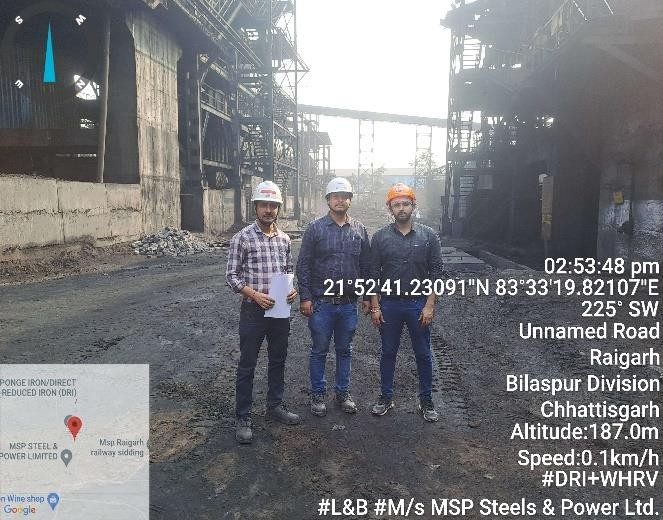 S
M
E
02:53:48 pm
21°52'41.23091"N 83°33'19.82107"E
225° SW
Unnamed Road
Raigarh
Bilaspur Division
Chhattisgarh
Altitude:187.0m
Speed:0.1km/h
#DRI+WHRV
#L&B #M/s MSP Steels & Power Ltd.
PONGE IRON/DIRECT
-REDUCED IRON (DRI)
MSP STEEL &
POWER LIMITED
Msp Raigarh
railway sidding
on Wine shop
Google